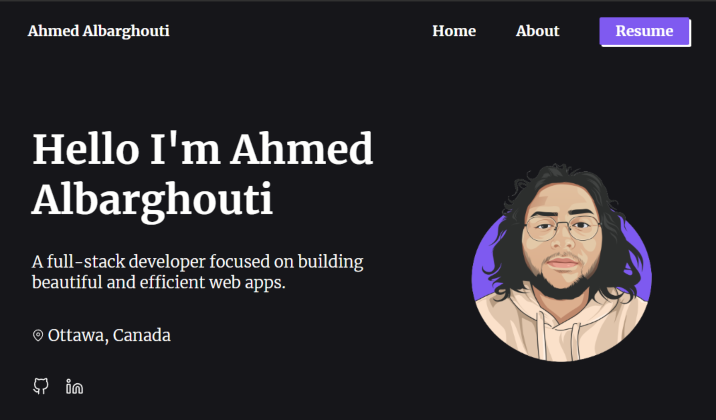 Ahmed Albarghouti
Home
About
Resume
Hello I'm Ahmed
Albarghouti
A full-stack developer focused on building
beautiful and efficient web apps.
Ottawa, Canada